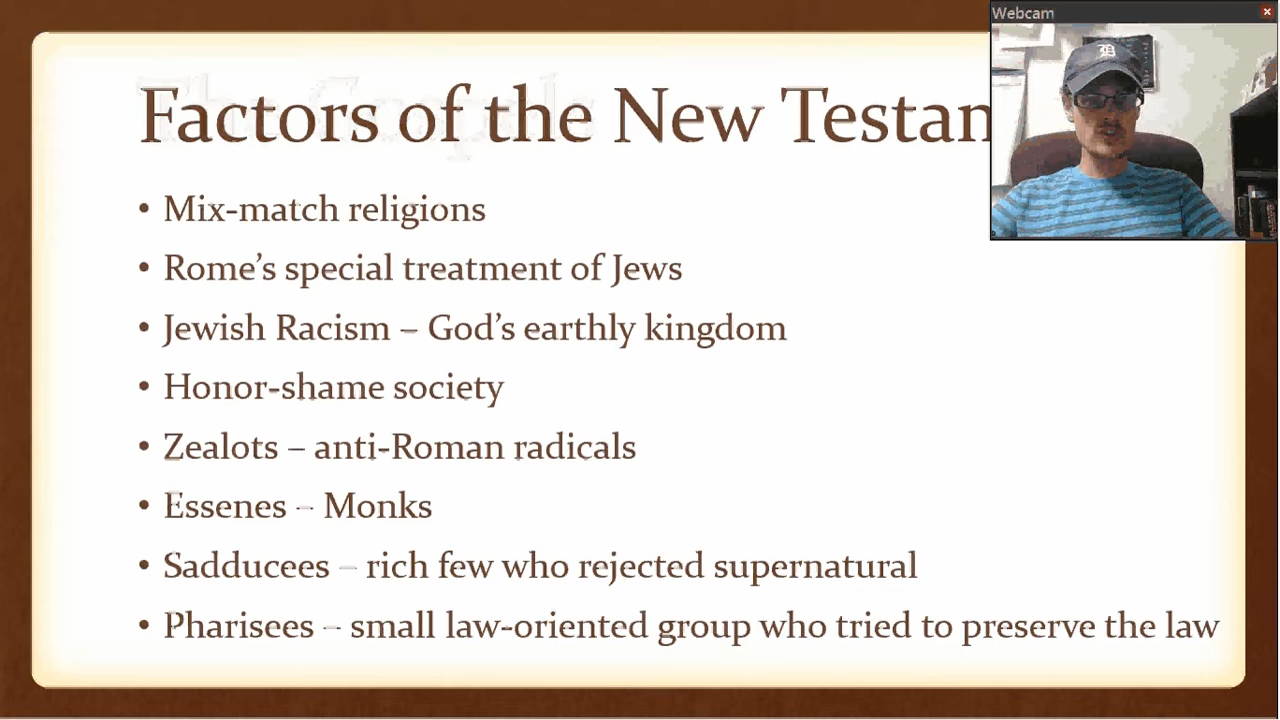 Webcam
Factors of the New Testam
• Mix-match religions
• Rome's special treatment of Jews
• Jewish Racism – God's earthly kingdom
• Honor-shame society
• Zealots – anti-Roman radicals
• Essenes – Monks
• Sadducees – rich few who rejected supernatural
• Pharisees – small law-oriented group who tried to preserve the law